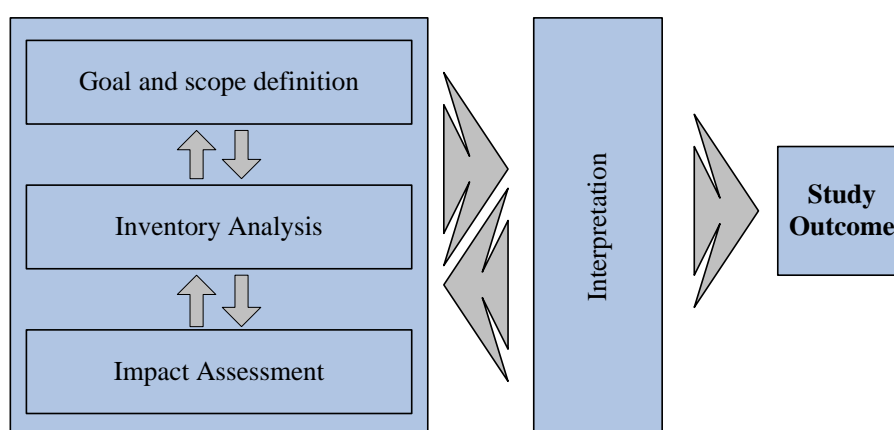 Goal and scope definition
Inventory Analysis
Impact Assessment
Interpretation
Study
Outcome